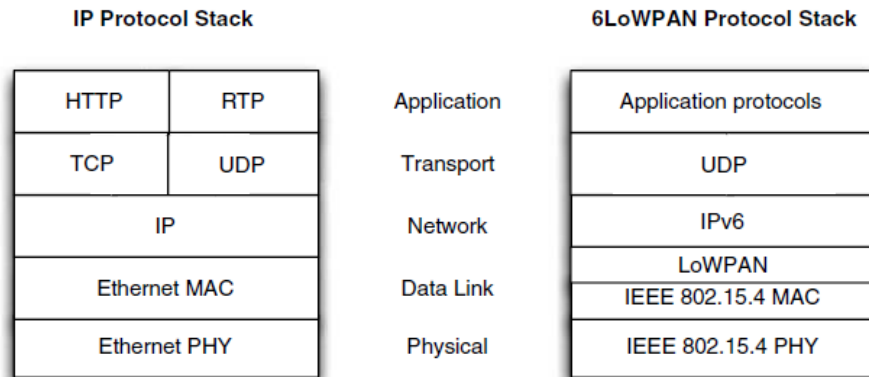 IP Protocol Stack 6LoWPAN Protocol Stack
HTTP RTP Application Application protocols
TCP UDP Transport UDP
IP Network IPv6
LoWPAN
Ethernet MAC Data Link IEEE 802.15.4 MAC
Ethernet PHY Physical IEEE 802.15.4 PHY